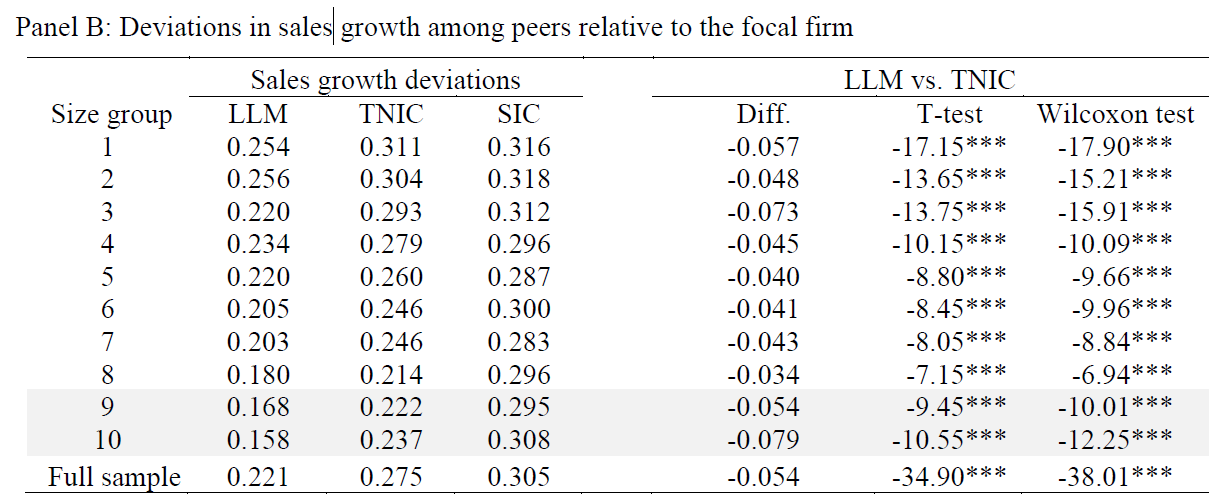 Panel B: Deviations in sales growth among peers relative to the focal firm
Sales growth deviations LLM vs. TNIC
Size group LLM TNIC SIC Diff. T-test Wilcoxon test
1 0.254 0.311 0.316 -0.057 -17.15*** -17.90***
2 0.256 0.304 0.318 -0.048 -13.65*** -15.21***
3 0.220 0.293 0.312 -0.073 -13.75*** -15.91***
4 0.234 0.279 0.296 -0.045 -10.15*** -10.09***
5 0.220 0.260 0.287 -0.040 -8.80*** -9.66***
6 0.205 0.246 0.300 -0.041 -8.45*** -9.96***
7 0.203 0.246 0.283 -0.043 -8.05*** -8.84***
8 0.180 0.214 0.296 -0.034 -7.15*** -6.94***
9 0.168 0.222 0.295 -0.054 -9.45*** -10.01***
10 0.158 0.237 0.308 -0.079 -10.55*** -12.25***
Full sample 0.221 0.275 0.305 -0.054 -34.90*** -38.01***